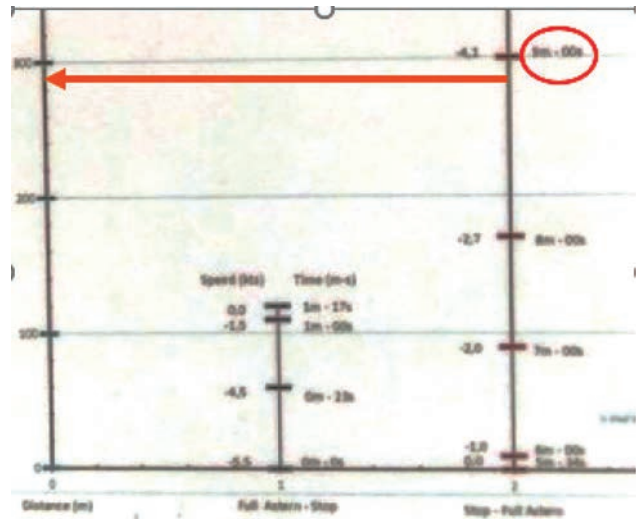 300
-4,1 9m - 00s
200
-2,7 8m - 00s
Speed (kts) Time (m-s)
0,0 1m - 17s
-1,5 1m - 00s
100
-2,0 7m - 00s
-4,5 0m - 23s
-1,0 6m - 00s
0,0
-5,5 0m - 0s
0
1
2
Distance (m) Full Astern - Stop Stop - Full Astern